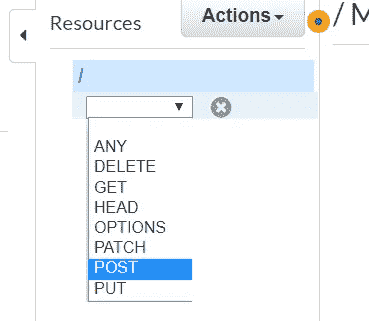 Resources
Actions
/ M
/
ANY
DELETE
GET
HEAD
OPTIONS
PATCH
POST
PUT